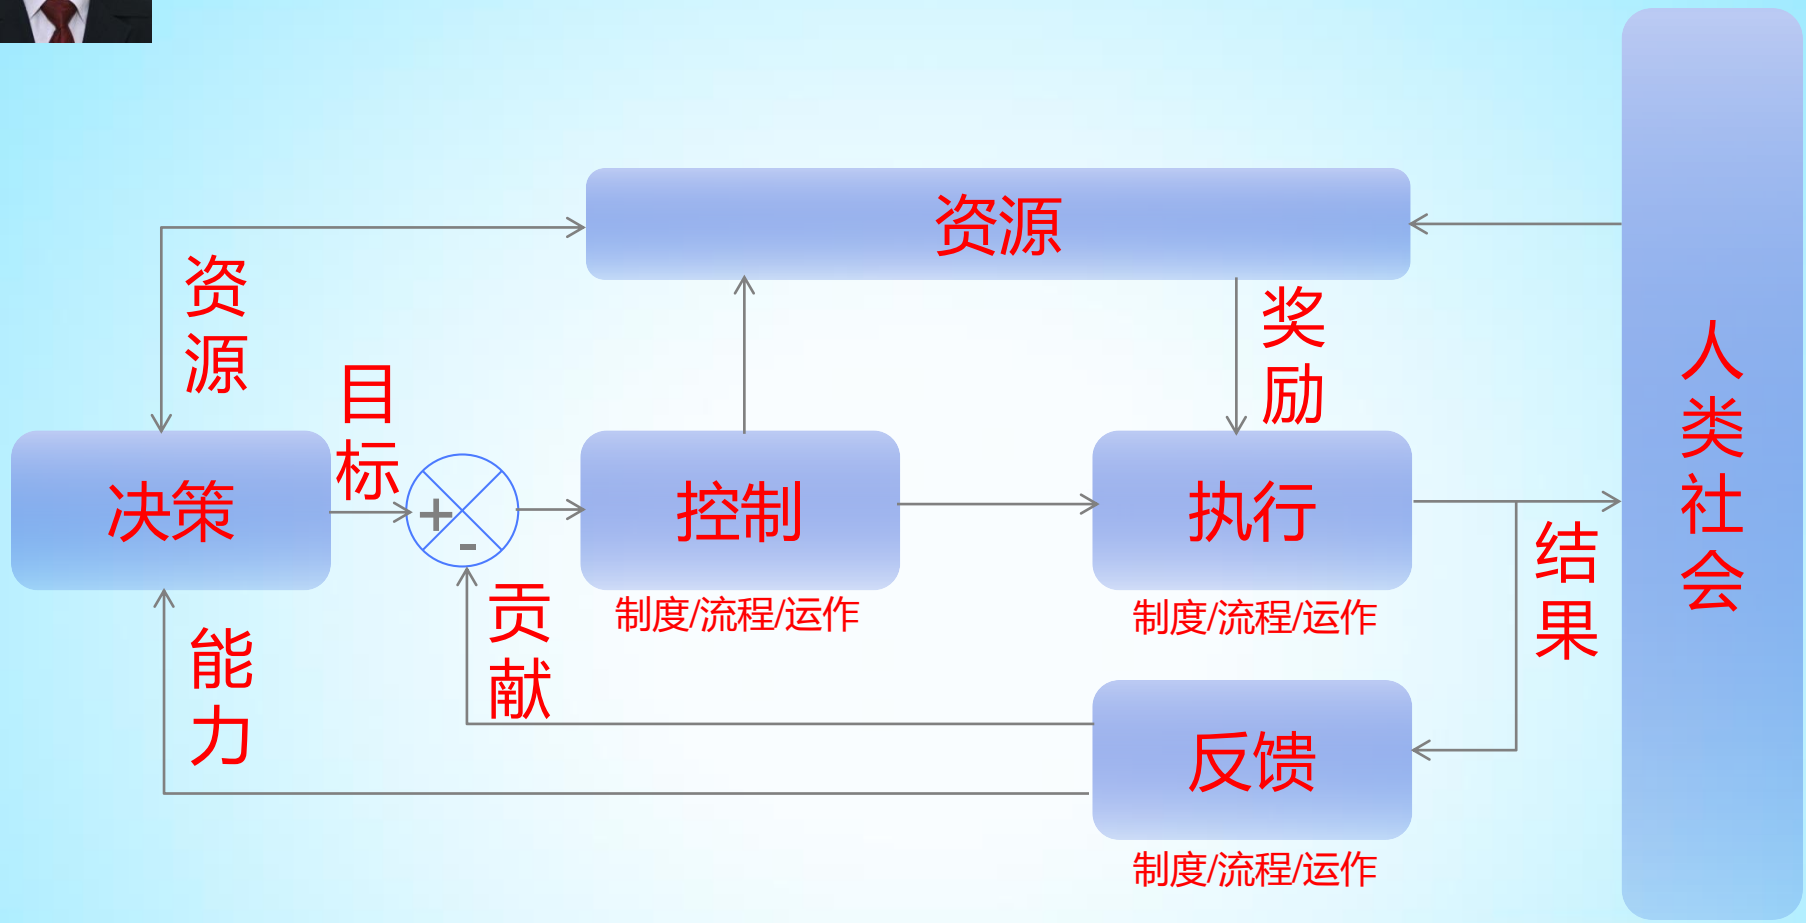 资源
资源
奖励
目标
人类社会
决策
+
-
控制
执行
结果
贡献
制度/流程/运作
制度/流程/运作
能力
反馈
制度/流程/运作